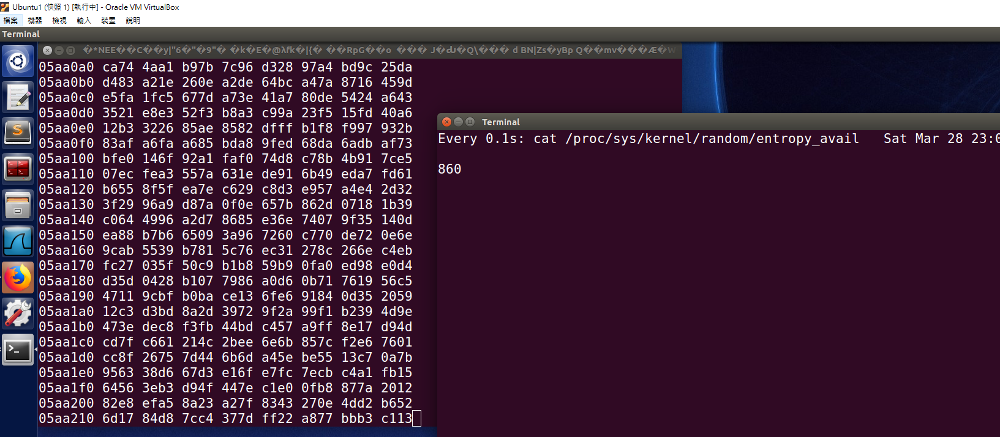 Ubuntu1 (快照 1) [執行中] - Oracle VM VirtualBox
檔案 機器 檢視 輸入 裝置 說明
Terminal
05aa0a0 ca74 4aa1 b97b 7c96 d328 97a4 bd9c 25da
05aa0b0 d483 a21e 260e a2de 64bc a47a 8716 459d
05aa0c0 e5fa 1fc5 677d a73e 41a7 80de 5424 a643
05aa0d0 3521 e8e3 52f3 b8a3 c99a 23f5 15fd 40a6
05aa0e0 12b3 3226 85ae 8582 dfff b1f8 f997 932b
05aa0f0 83af a6fa a685 bda8 9fed 68da 6adb af73
05aa100 bfe0 146f 92a1 faf0 74d8 c78b 4b91 7ce5
05aa110 07ec fea3 557a 631e de91 6b49 eda7 fd61
05aa120 b655 8f5f ea7e c629 c8d3 e957 a4e4 2d32
05aa130 3f29 96a9 d87a 0f0e 657b 862d 0718 1b39
05aa140 c064 4996 a2d7 8685 e36e 7407 9f35 140d
05aa150 ea88 b7b6 6509 3a96 7260 c770 de72 0e6e
05aa160 9cab 5539 b781 5c76 ec31 278c 266e c4eb
05aa170 fc27 035f 50c9 b1b8 59b9 0fa0 ed98 e0d4
05aa180 d35d 0428 b107 7986 a0d6 0b71 7619 56c5
05aa190 4711 9cbf b0ba ce13 6fe6 9184 0d35 2059
05aa1a0 12c3 d3bd 8a2d 3972 9f2a 99f1 b239 4d9e
05aa1b0 473e dec8 f3fb 44bd c457 a9ff 8e17 d94d
05aa1c0 cd7f c661 214c 2bee 6e6b 857c f2e6 7601
05aa1d0 cc8f 2675 7d44 6b6d a45e be55 13c7 0a7b
05aa1e0 9563 38d6 67d3 e16f e7fc 7ecb c4a1 fb15
05aa1f0 6456 3eb3 d94f 447e c1e0 0fb8 877a 2012
05aa200 82e8 efa5 8a23 a27f 8343 270e 4dd2 b652
05aa210 6d17 84d8 7cc4 377d ff22 a877 bbb3 c113
Terminal
Every 0.1s: cat /proc/sys/kernel/random/entropy_avail Sat Mar 28 23:0
860